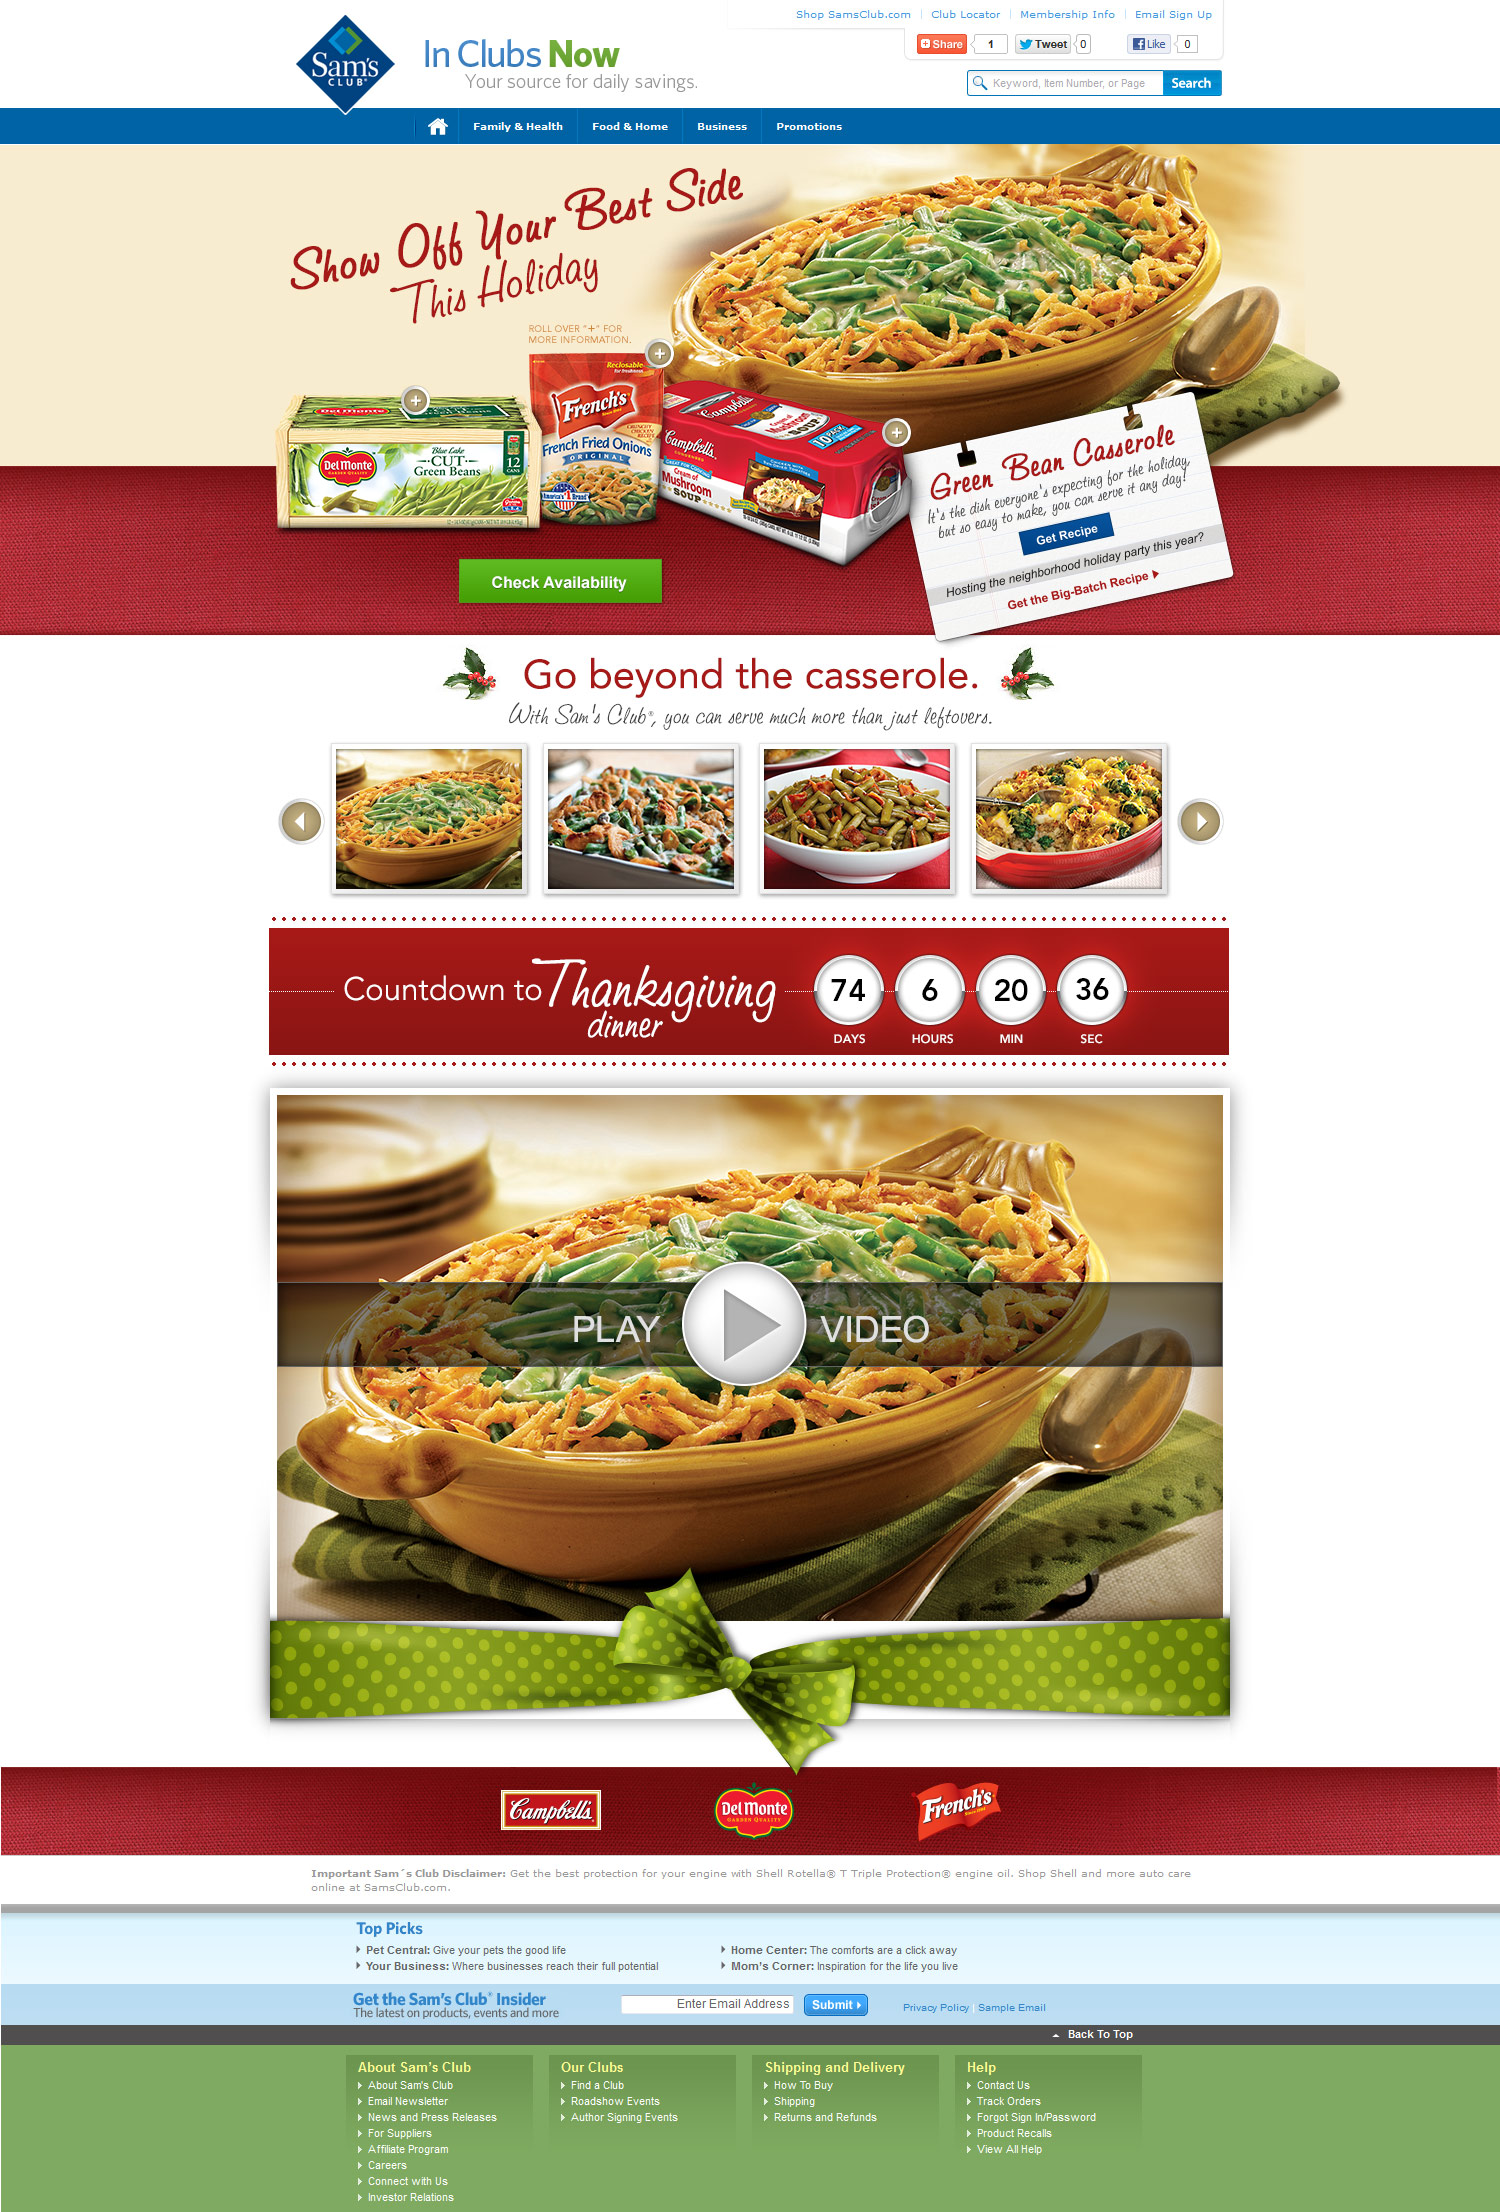 Shop SamsClub.com
Club Locator
Membership Info
Email Sign Up
Sam's
CLUB®
In Clubs Now
Your source for daily savings.
Share
1
Tweet
0
Like
0
Keyword, Item Number, or Page
Search
Family & Health
Food & Home
Business
Promotions
Show Off Your Best Side
This Holiday
ROLL OVER "+" FOR
MORE INFORMATION.
Del Monte
Blue Lake
CUT
Green Beans
12
CANS
Reclosable
for freshness
French's
French Fried Onions
ORIGINAL
America's #1 Brand
Campbell's
Cream of
Mushroom
SOUP
Campbell's
Cream of
Mushroom
SOUP
Green Bean Casserole
It's the dish everyone's expecting for the holiday,
but so easy to make, you can serve it any day!
Get Recipe
Hosting the neighborhood holiday party this year?
Get the Big-Batch Recipe
Check Availability
Go beyond the casserole.
With Sam's Club®, you can serve much more than just leftovers.
Countdown to Thanksgiving
dinner
74
6
20
36
DAYS
HOURS
MIN
SEC
PLAY VIDEO
Campbell's
Del Monte
GARDEN QUALITY
French's
Important Sam´s Club Disclaimer: Get the best protection for your engine with Shell Rotella® T Triple Protection® engine oil. Shop Shell and more auto care
online at SamsClub.com.
Top Picks
Pet Central: Give your pets the good life
Home Center: The comforts are a click away
Your Business: Where businesses reach their full potential
Mom's Corner: Inspiration for the life you live
Get the Sam's Club® Insider
The latest on products, events and more
Enter Email Address
Submit
Privacy Policy | Sample Email
Back To Top
About Sam's Club
About Sam's Club
Email Newsletter
News and Press Releases
For Suppliers
Affiliate Program
Careers
Connect with Us
Investor Relations
Our Clubs
Find a Club
Roadshow Events
Author Signing Events
Shipping and Delivery
How To Buy
Shipping
Returns and Refunds
Help
Contact Us
Track Orders
Forgot Sign In/Password
Product Recalls
View All Help